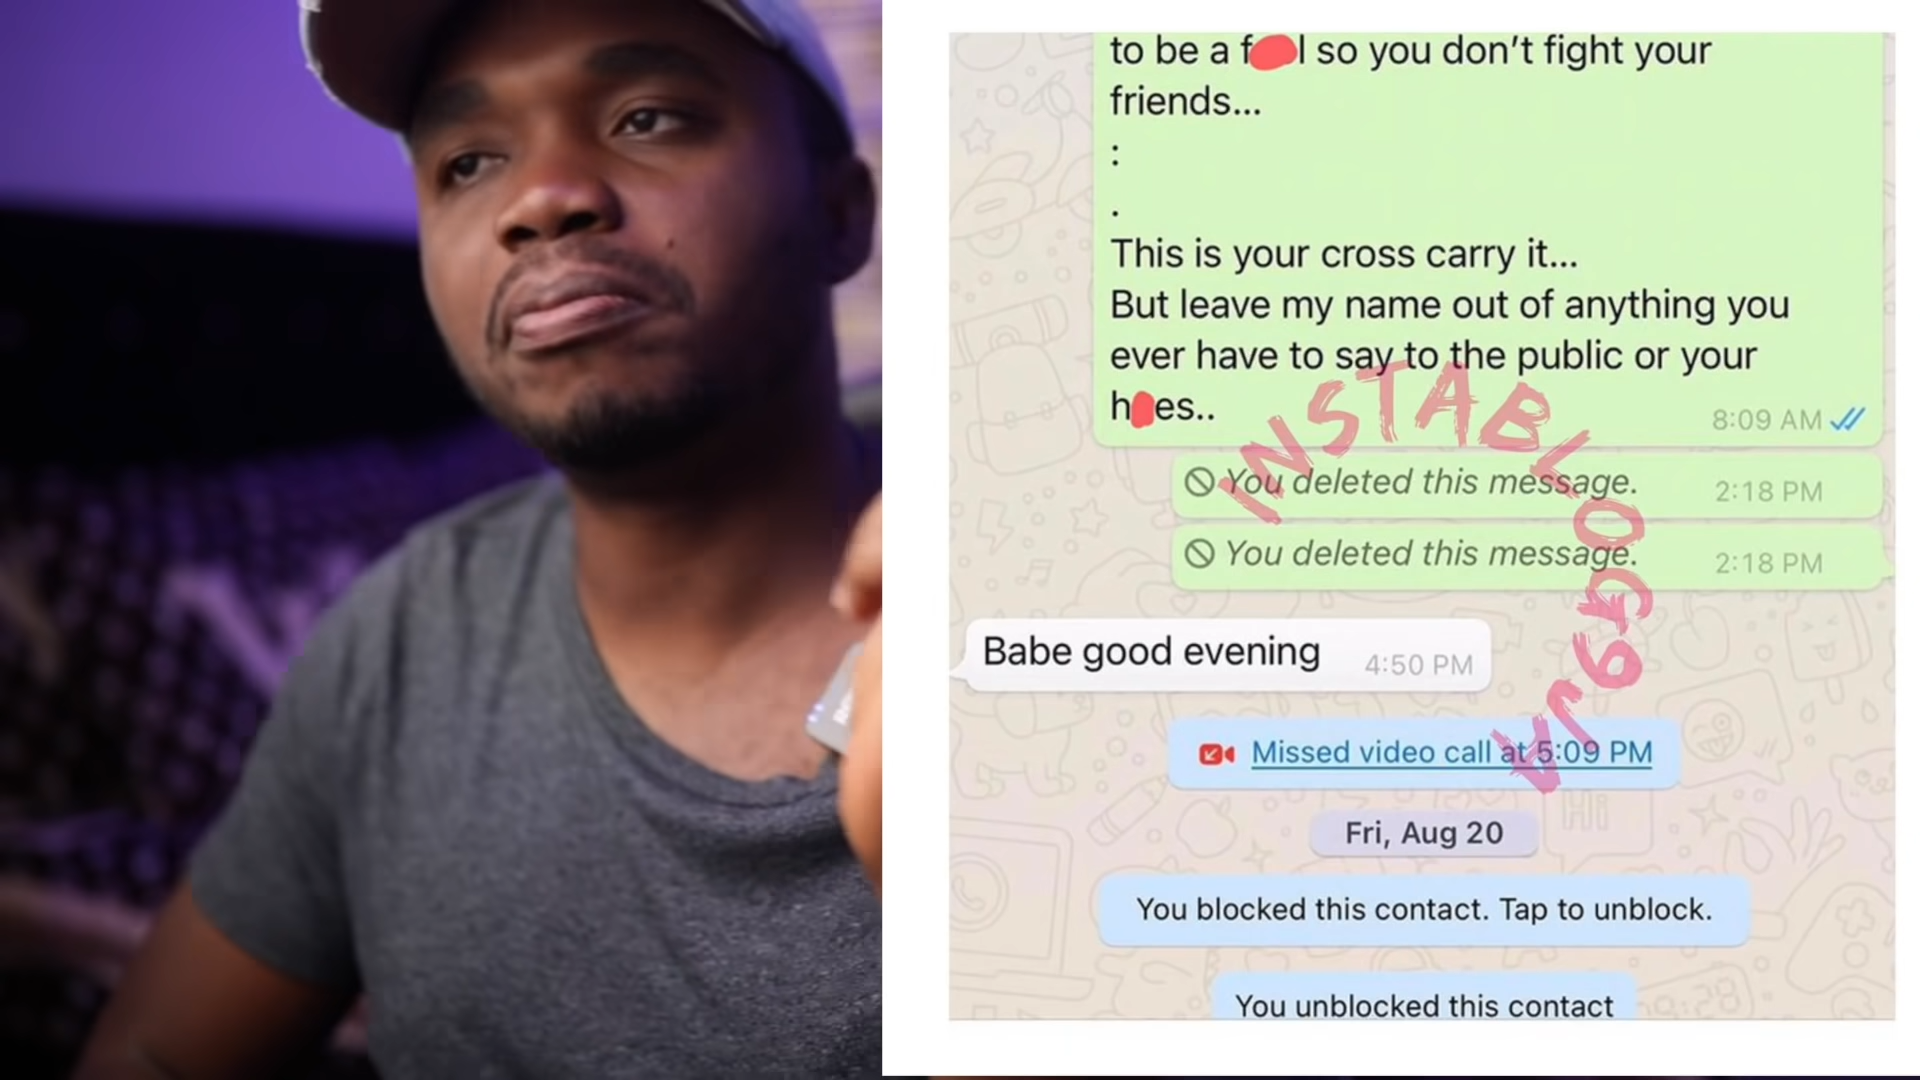 to be a f l so you don't fight your
friends...
:
.
This is your cross carry it...
But leave my name out of anything you
ever have to say to the public or your
h es..
8:09 AM
You deleted this message.
2:18 PM
You deleted this message.
2:18 PM
Babe good evening
4:50 PM
Missed video call at 5:09 PM
Fri, Aug 20
You blocked this contact. Tap to unblock.
You unblocked this contact
INSTABLOG9JA
Hi